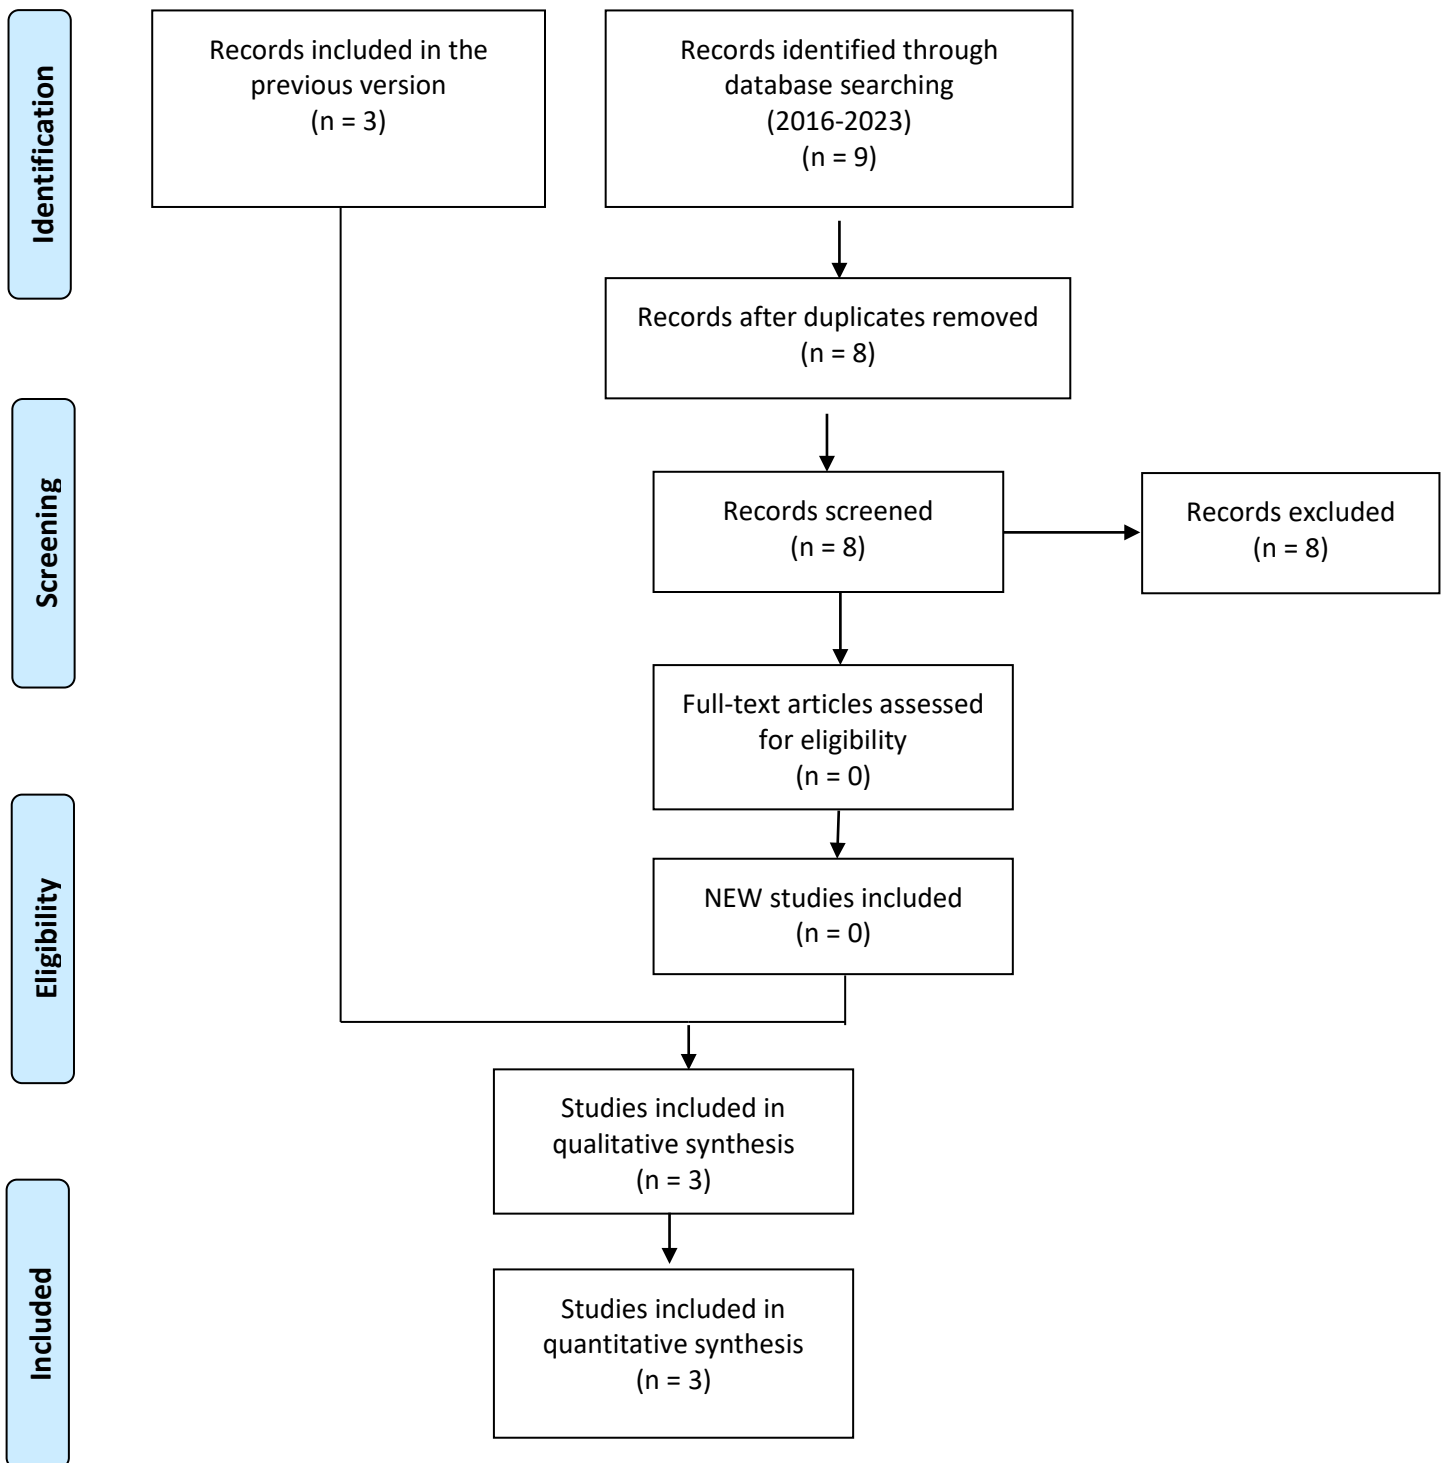 Identification
Records included in the
previous version
(n = 3)
Records identified through
database searching
(2016-2023)
(n = 9)
Records after duplicates removed
(n = 8)
Screening
Records screened
(n = 8)
Records excluded
(n = 8)
Full-text articles assessed
for eligibility
(n = 0)
Eligibility
NEW studies included
(n = 0)
Studies included in
qualitative synthesis
(n = 3)
Included
Studies included in
quantitative synthesis
(n = 3)